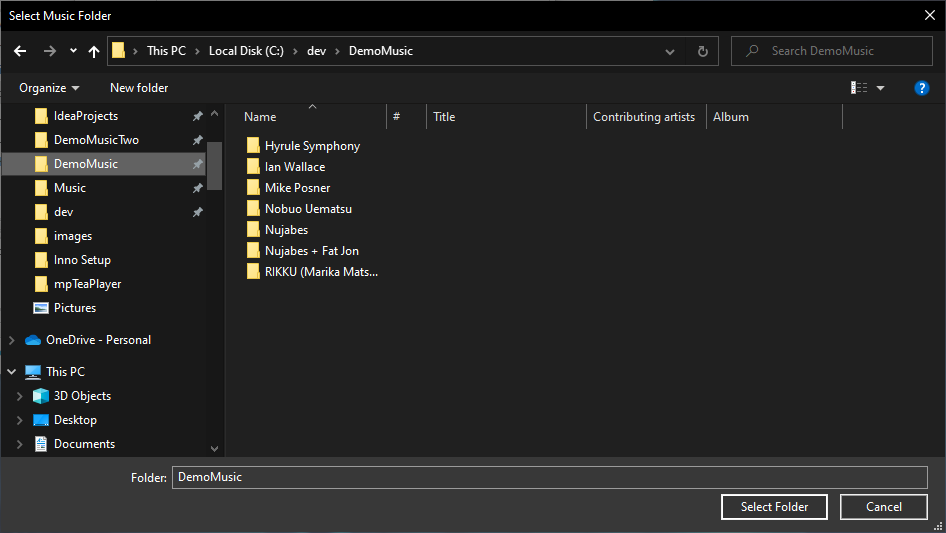 Select Music Folder
This PC
Local Disk (C:)
dev
DemoMusic
Search DemoMusic
Organize
New folder
?
IdeaProjects
DemoMusicTwo
DemoMusic
Music
dev
images
Inno Setup
mpTeaPlayer
Pictures
OneDrive - Personal
This PC
3D Objects
Desktop
Documents
Name
#
Title
Contributing artists
Album
Hyrule Symphony
Ian Wallace
Mike Posner
Nobuo Uematsu
Nujabes
Nujabes + Fat Jon
RIKKU (Marika Mats...
Folder:
DemoMusic
Select Folder
Cancel